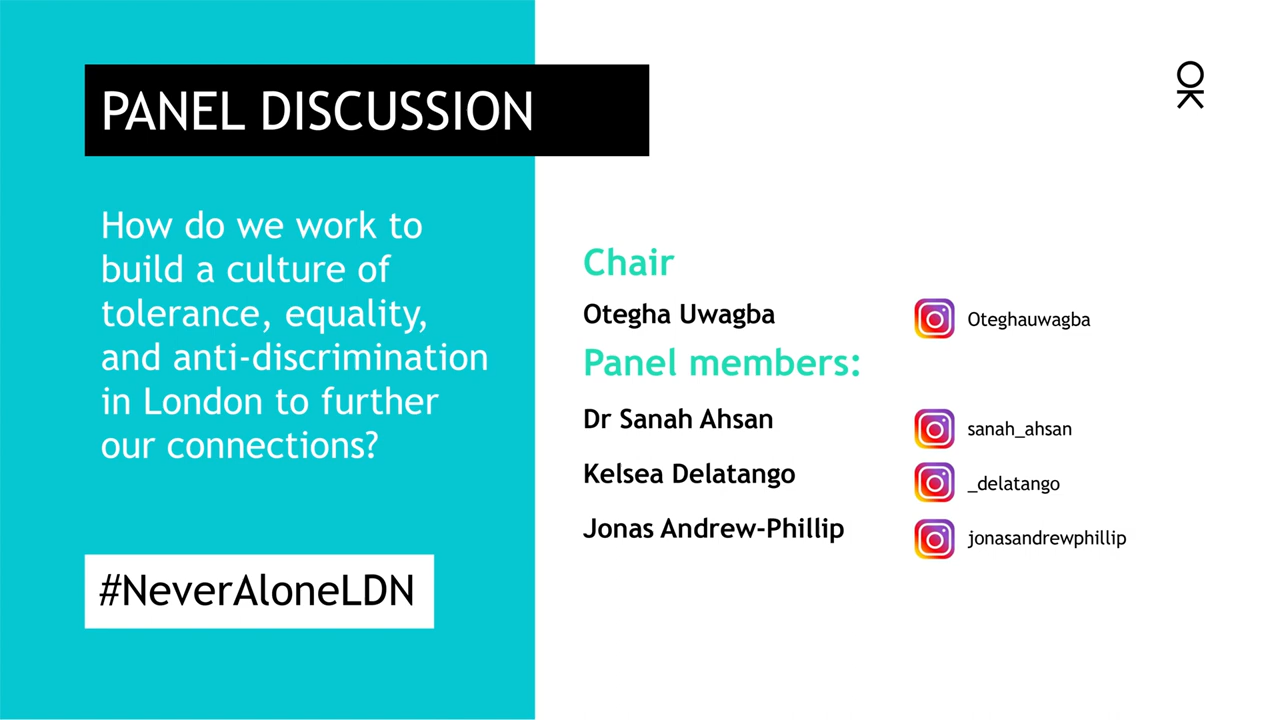 PANEL DISCUSSION
How do we work to
build a culture of
tolerance, equality,
and anti-discrimination
in London to further
our connections?
#NeverAloneLDN
Chair
Otegha Uwagba
Oteghauwagba
Panel members:
Dr Sanah Ahsan
sanah_ahsan
Kelsea Delatango
_delatango
Jonas Andrew-Phillip
jonasandrewphillip